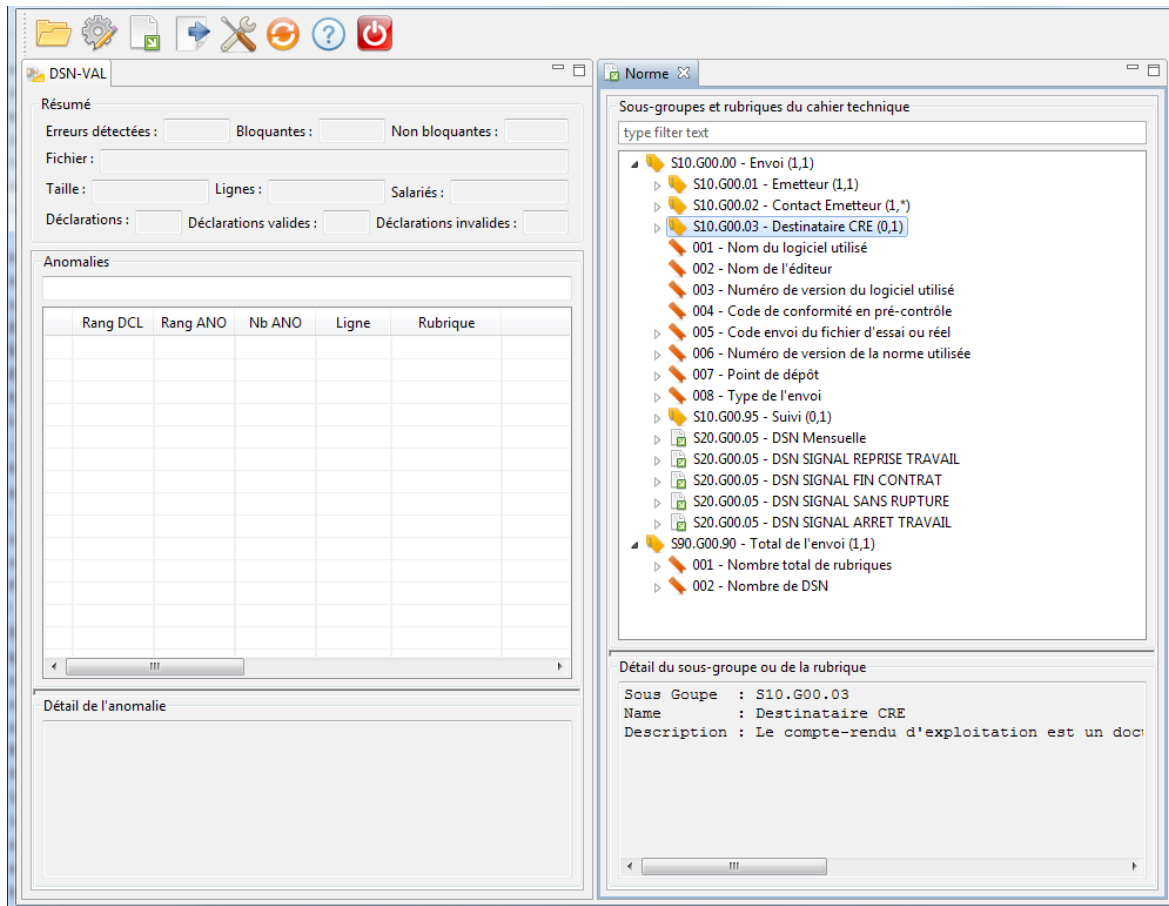 DSN-VAL
Résumé
Erreurs détectées :
Bloquantes :
Non bloquantes :
Fichier :
Taille :
Lignes :
Salariés :
Déclarations :
Déclarations valides :
Déclarations invalides :
Anomalies
Rang DCL
Rang ANO
Nb ANO
Ligne
Rubrique
Détail de l'anomalie
Norme
Sous-groupes et rubriques du cahier technique
type filter text
S10.G00.00 - Envoi (1,1)
S10.G00.01 - Emetteur (1,1)
S10.G00.02 - Contact Emetteur (1,*)
S10.G00.03 - Destinataire CRE (0,1)
001 - Nom du logiciel utilisé
002 - Nom de l'éditeur
003 - Numéro de version du logiciel utilisé
004 - Code de conformité en pré-contrôle
005 - Code envoi du fichier d'essai ou réel
006 - Numéro de version de la norme utilisée
007 - Point de dépôt
008 - Type de l'envoi
S10.G00.95 - Suivi (0,1)
S20.G00.05 - DSN Mensuelle
S20.G00.05 - DSN SIGNAL REPRISE TRAVAIL
S20.G00.05 - DSN SIGNAL FIN CONTRAT
S20.G00.05 - DSN SIGNAL SANS RUPTURE
S20.G00.05 - DSN SIGNAL ARRET TRAVAIL
S90.G00.90 - Total de l'envoi (1,1)
001 - Nombre total de rubriques
002 - Nombre de DSN
Détail du sous-groupe ou de la rubrique
Sous Goupe : S10.G00.03
Name : Destinataire CRE
Description : Le compte-rendu d'exploitation est un docu